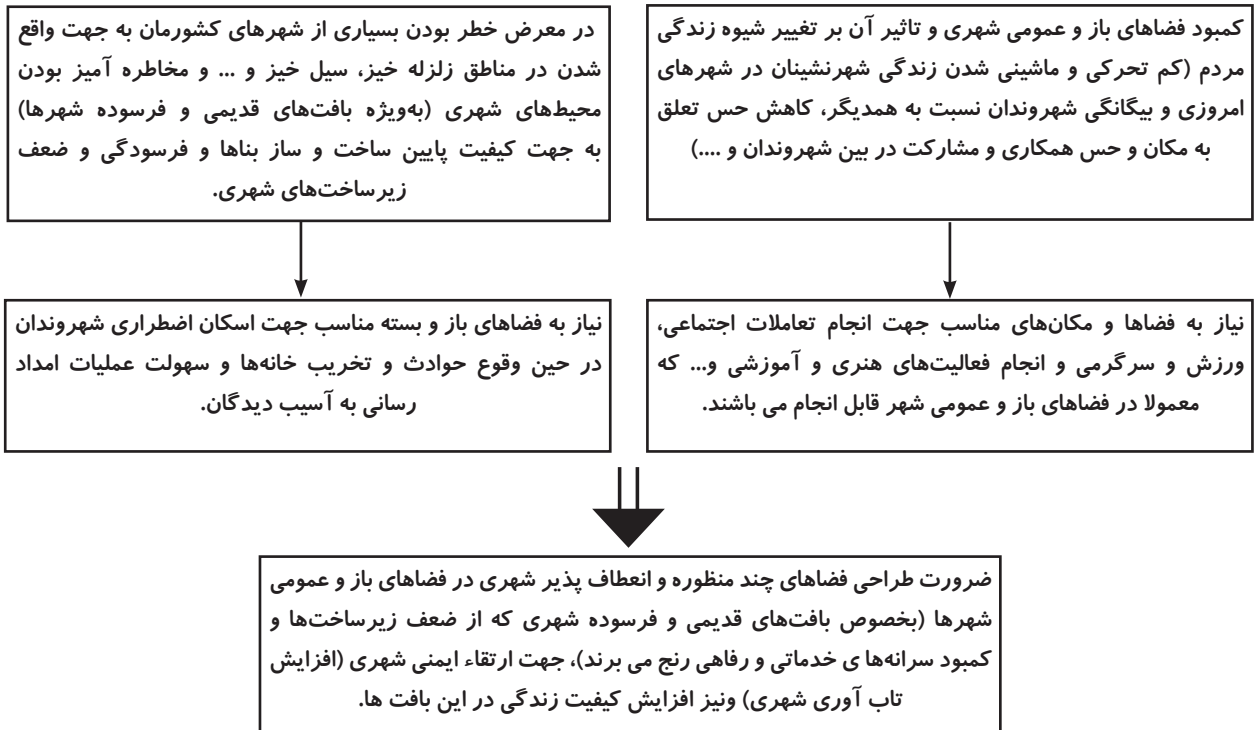 کمبود فضاهای باز و عمومی شهری و تاثیر آن بر تغییر شیوه زندگی
مردم (کم تحرکی و ماشینی شدن زندگی شهرنشینان در شهرهای
امروزی و بیگانگی شهروندان نسبت به همدیگر، کاهش حس تعلق
به مکان و حس همکاری و مشارکت در بین شهروندان و ....)
در معرض خطر بودن بسیاری از شهرهای کشورمان به جهت واقع
شدن در مناطق زلزله خیز، سیل خیز و ... و مخاطره آمیز بودن
محیط‌های شهری (به‌ویژه بافت‌های قدیمی و فرسوده شهرها)
به جهت کیفیت پایین ساخت و ساز بناها و فرسودگی و ضعف
زیرساخت‌های شهری.
نیاز به فضاها و مکان‌های مناسب جهت انجام تعاملات اجتماعی،
ورزش و سرگرمی و انجام فعالیت‌های هنری و آموزشی و... که
معمولا در فضاهای باز و عمومی شهر قابل انجام می باشند.
نیاز به فضاهای باز و بسته مناسب جهت اسکان اضطراری شهروندان
در حین وقوع حوادث و تخریب خانه‌ها و سهولت عملیات امداد
رسانی به آسیب دیدگان.
ضرورت طراحی فضاهای چند منظوره و انعطاف پذیر شهری در فضاهای باز و عمومی
شهرها (بخصوص بافت‌های قدیمی و فرسوده شهری که از ضعف زیرساخت‌ها و
کمبود سرانه‌ها ی خدماتی و رفاهی رنج می برند)، جهت ارتقاء ایمنی شهری (افزایش
تاب آوری شهری) ونیز افزایش کیفیت زندگی در این بافت ها.